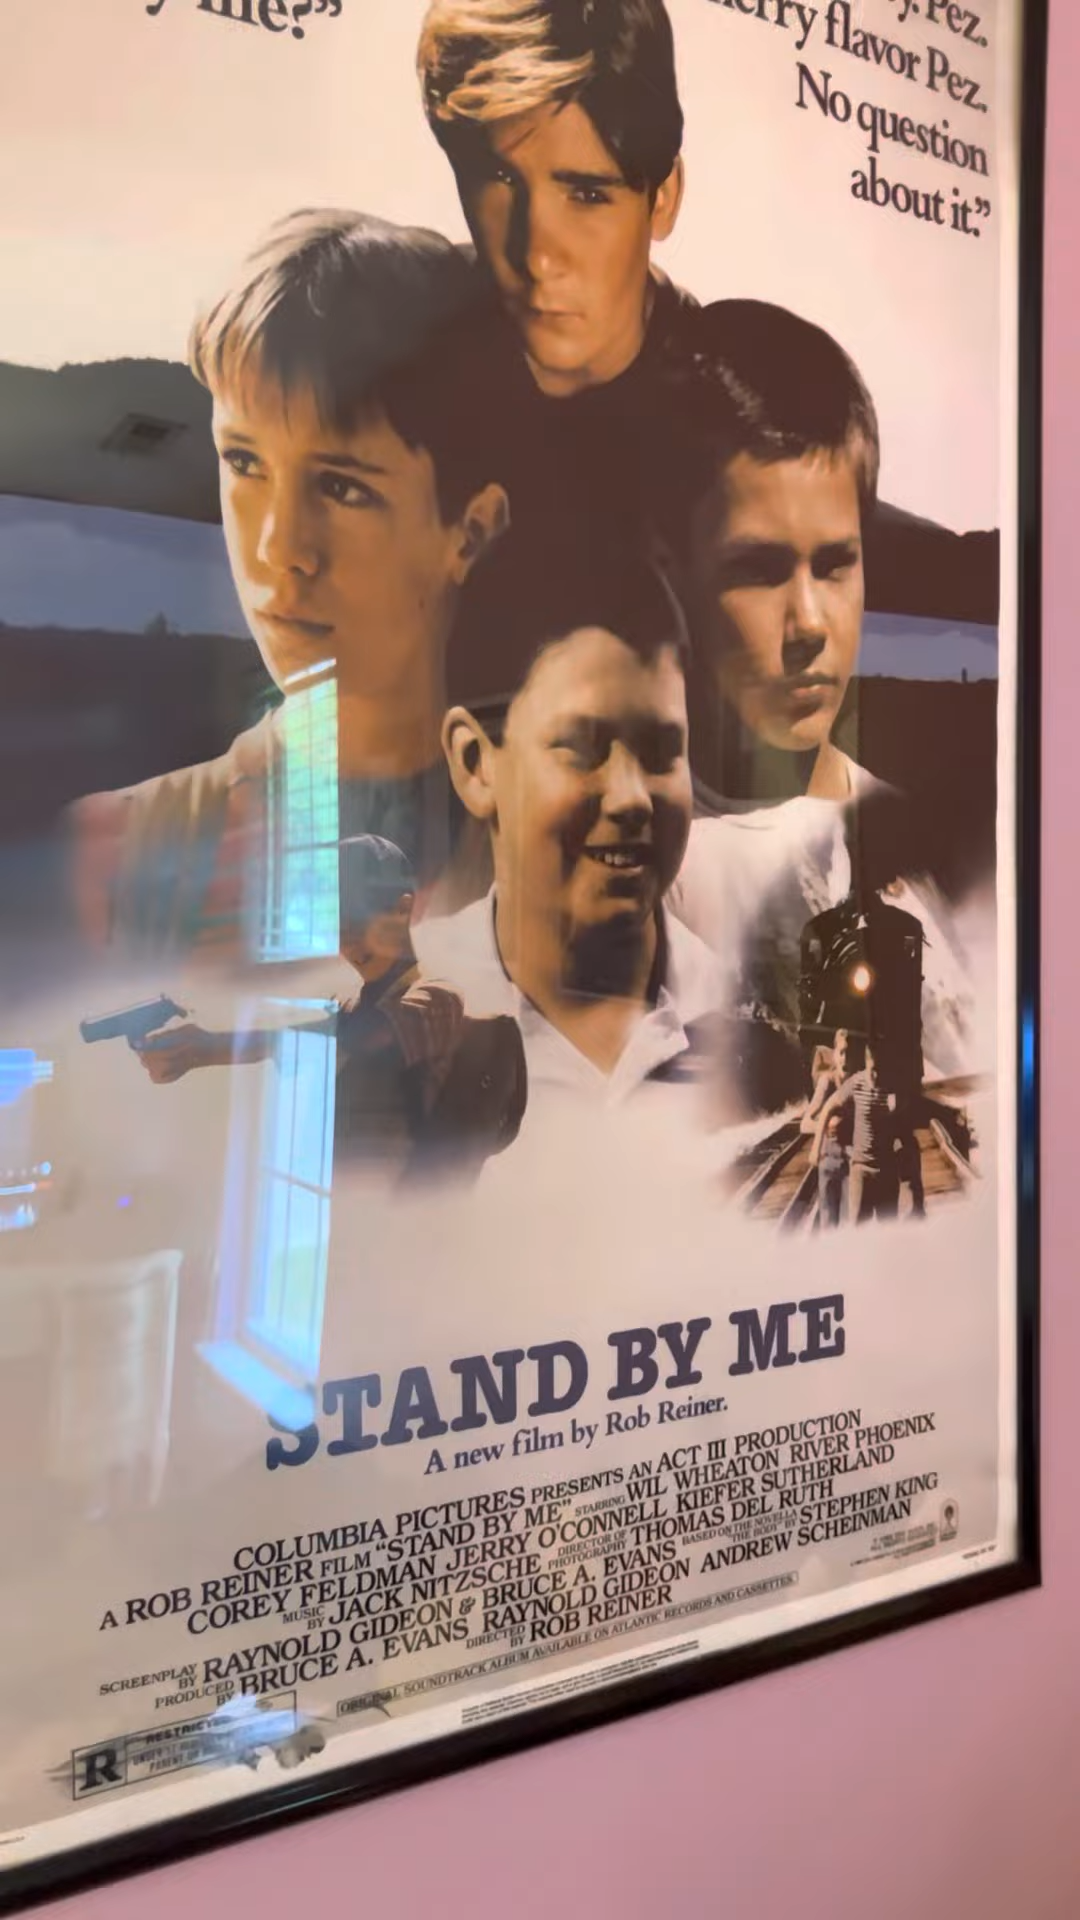 me?"
y. Pez.
erry flavor Pez.
No question
about it."
STAND BY ME
A new film by Rob Reiner.
COLUMBIA PICTURES PRESENTS AN ACT III PRODUCTION
A ROB REINER FILM "STAND BY ME" STARRING WIL WHEATON RIVER PHOENIX
COREY FELDMAN JERRY O'CONNELL KIEFER SUTHERLAND
MUSIC BY JACK NITZSCHE DIRECTOR OF PHOTOGRAPHY THOMAS DEL RUTH
SCREENPLAY BY RAYNOLD GIDEON & BRUCE A. EVANS BASED ON THE NOVELLA "THE BODY" BY STEPHEN KING
PRODUCED BY BRUCE A. EVANS RAYNOLD GIDEON ANDREW SCHEINMAN
DIRECTED BY ROB REINER
ORIGINAL SOUNDTRACK ALBUM AVAILABLE ON ATLANTIC RECORDS AND CASSETTES.
R
RESTRICTED